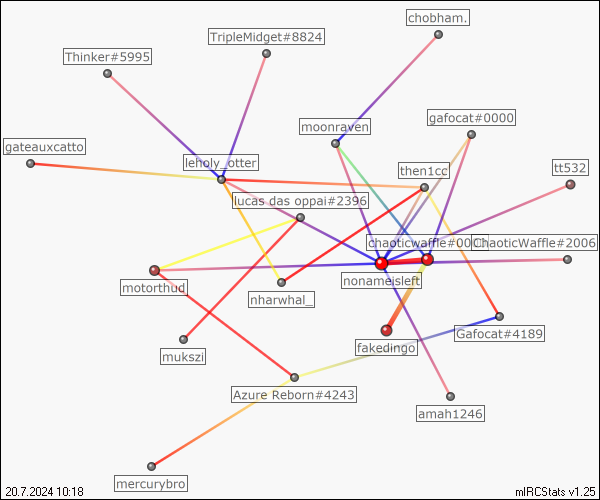 chobham.
TripleMidget#8824
Thinker#5995
gafocat#0000
moonraven
gateauxcatto
leholy_otter
then1cc
tt532
lucas das oppai#2396
chaoticwaffle#0001
ChaoticWaffle#2006
nonameisleft
motorthud
nharwhal_
Gafocat#4189
fakedingo
mukszi
Azure Reborn#4243
amah1246
mercurybro
20.7.2024 10:18
mIRCStats v1.25